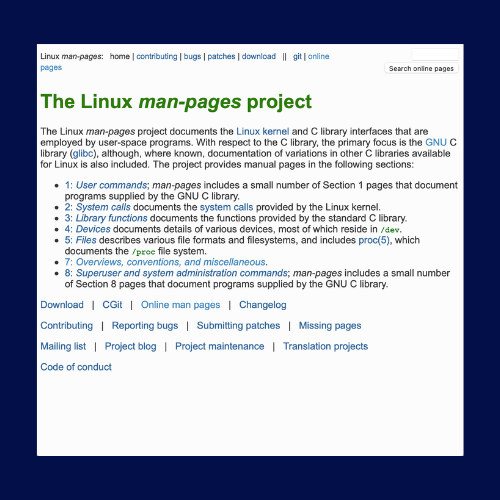 Linux man-pages: home | contributing | bugs | patches | download || git | online
pages
Search online pages
The Linux man-pages project
The Linux man-pages project documents the Linux kernel and C library interfaces that are
employed by user-space programs. With respect to the C library, the primary focus is the GNU C
library (glibc), although, where known, documentation of variations in other C libraries available
for Linux is also included. The project provides manual pages in the following sections:
• 1: User commands; man-pages includes a small number of Section 1 pages that document
programs supplied by the GNU C library.
• 2: System calls documents the system calls provided by the Linux kernel.
• 3: Library functions documents the functions provided by the standard C library.
• 4: Devices documents details of various devices, most of which reside in /dev.
• 5: Files describes various file formats and filesystems, and includes proc(5), which
documents the /proc file system.
• 7: Overviews, conventions, and miscellaneous.
• 8: Superuser and system administration commands; man-pages includes a small number
of Section 8 pages that document programs supplied by the GNU C library.
Download | CGit | Online man pages | Changelog
Contributing | Reporting bugs | Submitting patches | Missing pages
Mailing list | Project blog | Project maintenance | Translation projects
Code of conduct